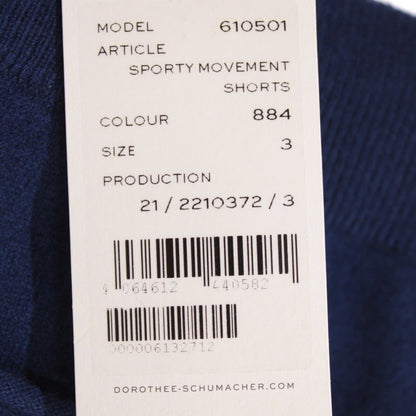 MODEL 610501
ARTICLE
SPORTY MOVEMENT
SHORTS
COLOUR 884
SIZE 3
PRODUCTION
21 / 2210372 / 3
4 064612 440582
000006132712
DOROTHEE-SCHUMACHER.COM